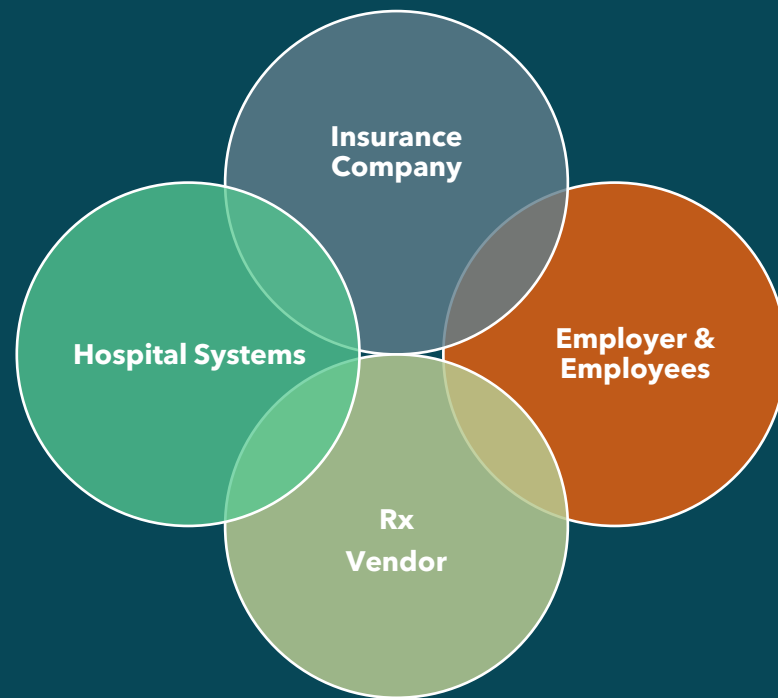 Insurance
Company
Hospital Systems
Employer &
Employees
Rx
Vendor